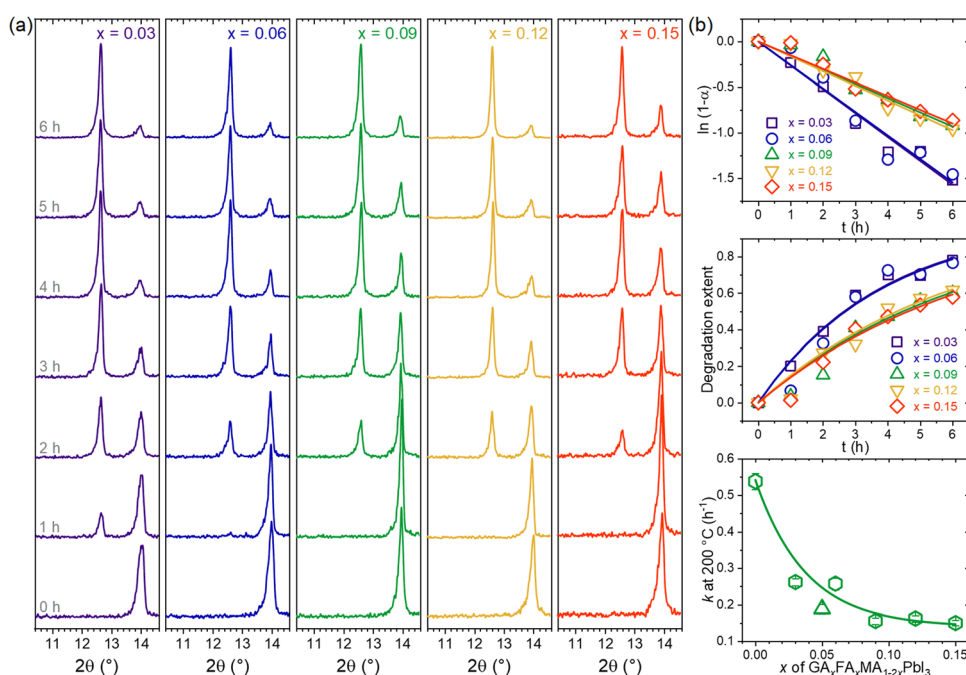 (a)
x = 0.03
x = 0.06
x = 0.09
x = 0.12
x = 0.15
6 h
5 h
4 h
3 h
2 h
1 h
0 h
11 12 13 14
11 12 13 14
11 12 13 14
11 12 13 14
11 12 13 14
2θ (°)
2θ (°)
2θ (°)
2θ (°)
2θ (°)
(b)
ln (1-α)
0.0
-0.5
-1.0
-1.5
x = 0.03
x = 0.06
x = 0.09
x = 0.12
x = 0.15
0 1 2 3 4 5 6
t (h)
Degradation extent
0.8
0.6
0.4
0.2
0.0
x = 0.03
x = 0.06
x = 0.09
x = 0.12
x = 0.15
0 1 2 3 4 5 6
t (h)
k at 200 °C (h⁻¹)
0.6
0.5
0.4
0.3
0.2
0.1
0.00 0.05 0.10 0.15
x of GAₓFAₓMA₁₋₂ₓPbI₃